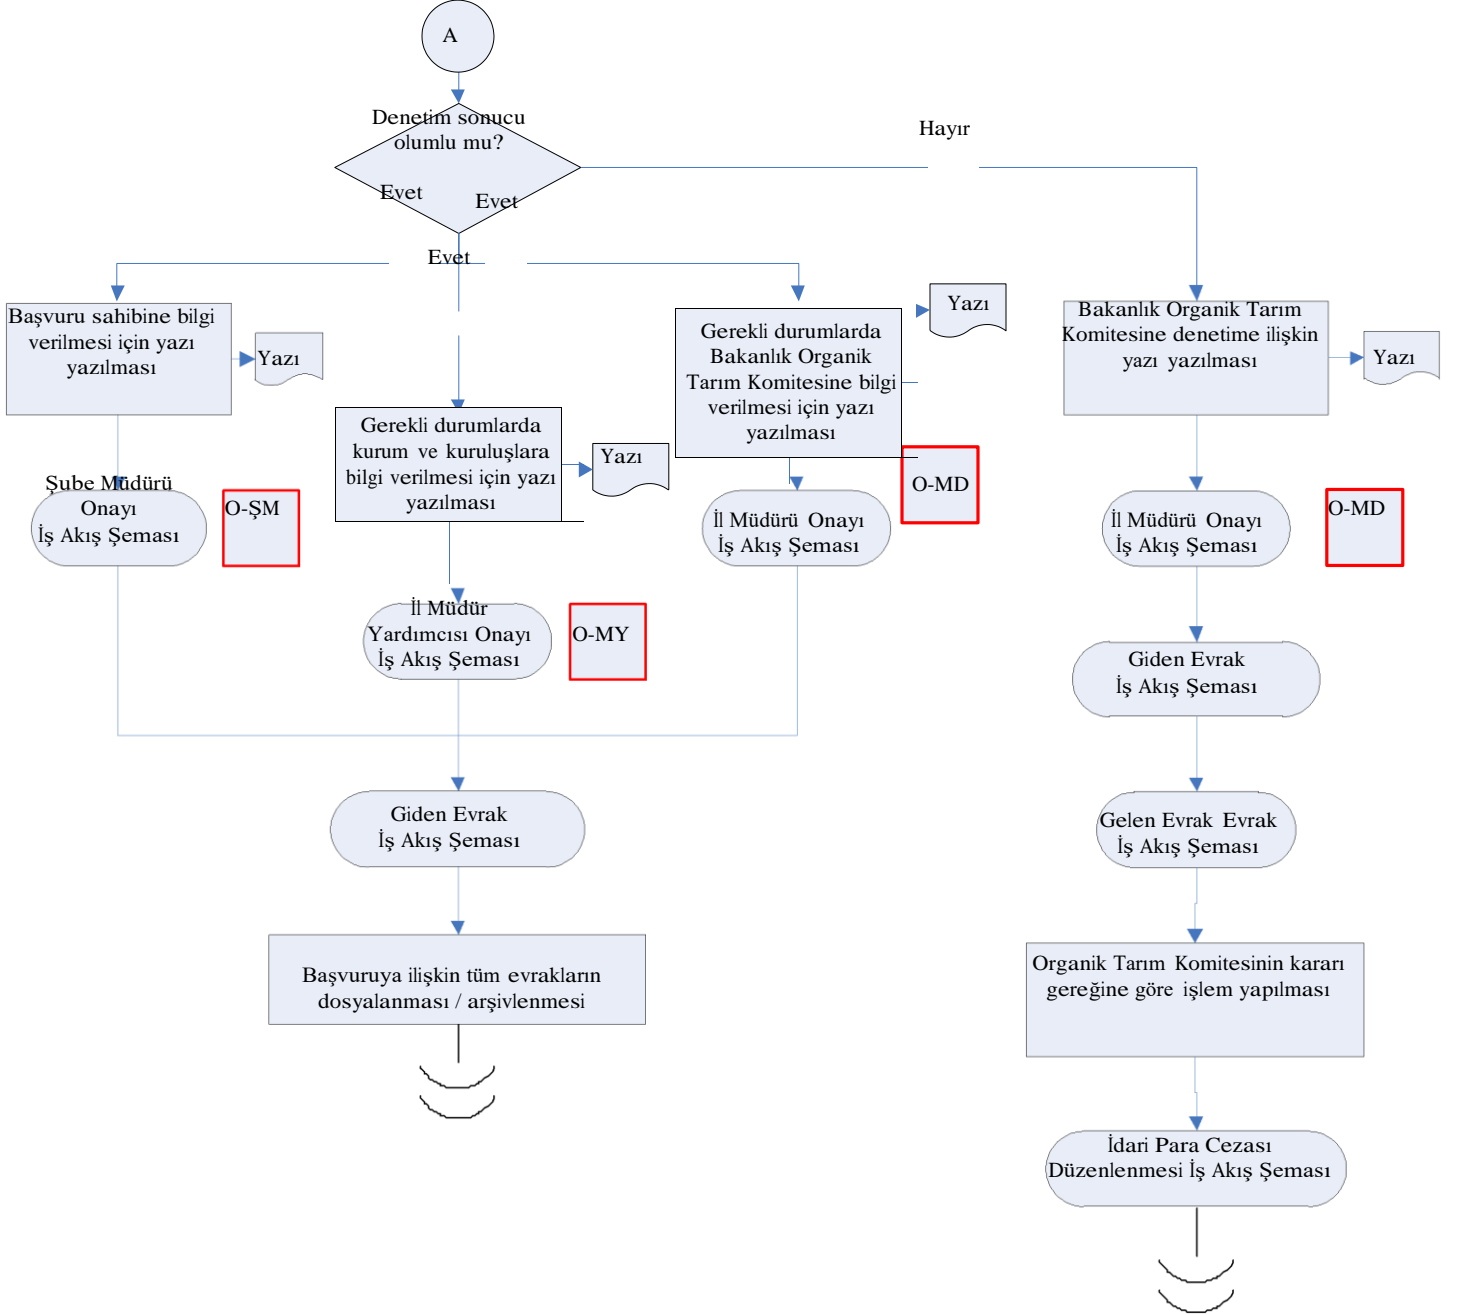 A
Denetim sonucu
olumlu mu?
Hayır
Evet
Evet
Evet
Başvuru sahibine bilgi
verilmesi için yazı
yazılması
Yazı
Gerekli durumlarda
kurum ve kuruluşlara
bilgi verilmesi için yazı
yazılması
Yazı
Gerekli durumlarda
Bakanlık Organik
Tarım Komitesine bilgi
verilmesi için yazı
yazılması
Yazı
Bakanlık Organik Tarım
Komitesine denetime ilişkin
yazı yazılması
Yazı
Şube Müdürü
Onayı
İş Akış Şeması
O-ŞM
İl Müdür
Yardımcısı Onayı
İş Akış Şeması
O-MY
İl Müdürü Onayı
İş Akış Şeması
O-MD
İl Müdürü Onayı
İş Akış Şeması
O-MD
Giden Evrak
İş Akış Şeması
Giden Evrak
İş Akış Şeması
Gelen Evrak Evrak
İş Akış Şeması
Başvuruya ilişkin tüm evrakların
dosyalanması / arşivlenmesi
Organik Tarım Komitesinin kararı
gereğine göre işlem yapılması
İdari Para Cezası
Düzenlenmesi İş Akış Şeması